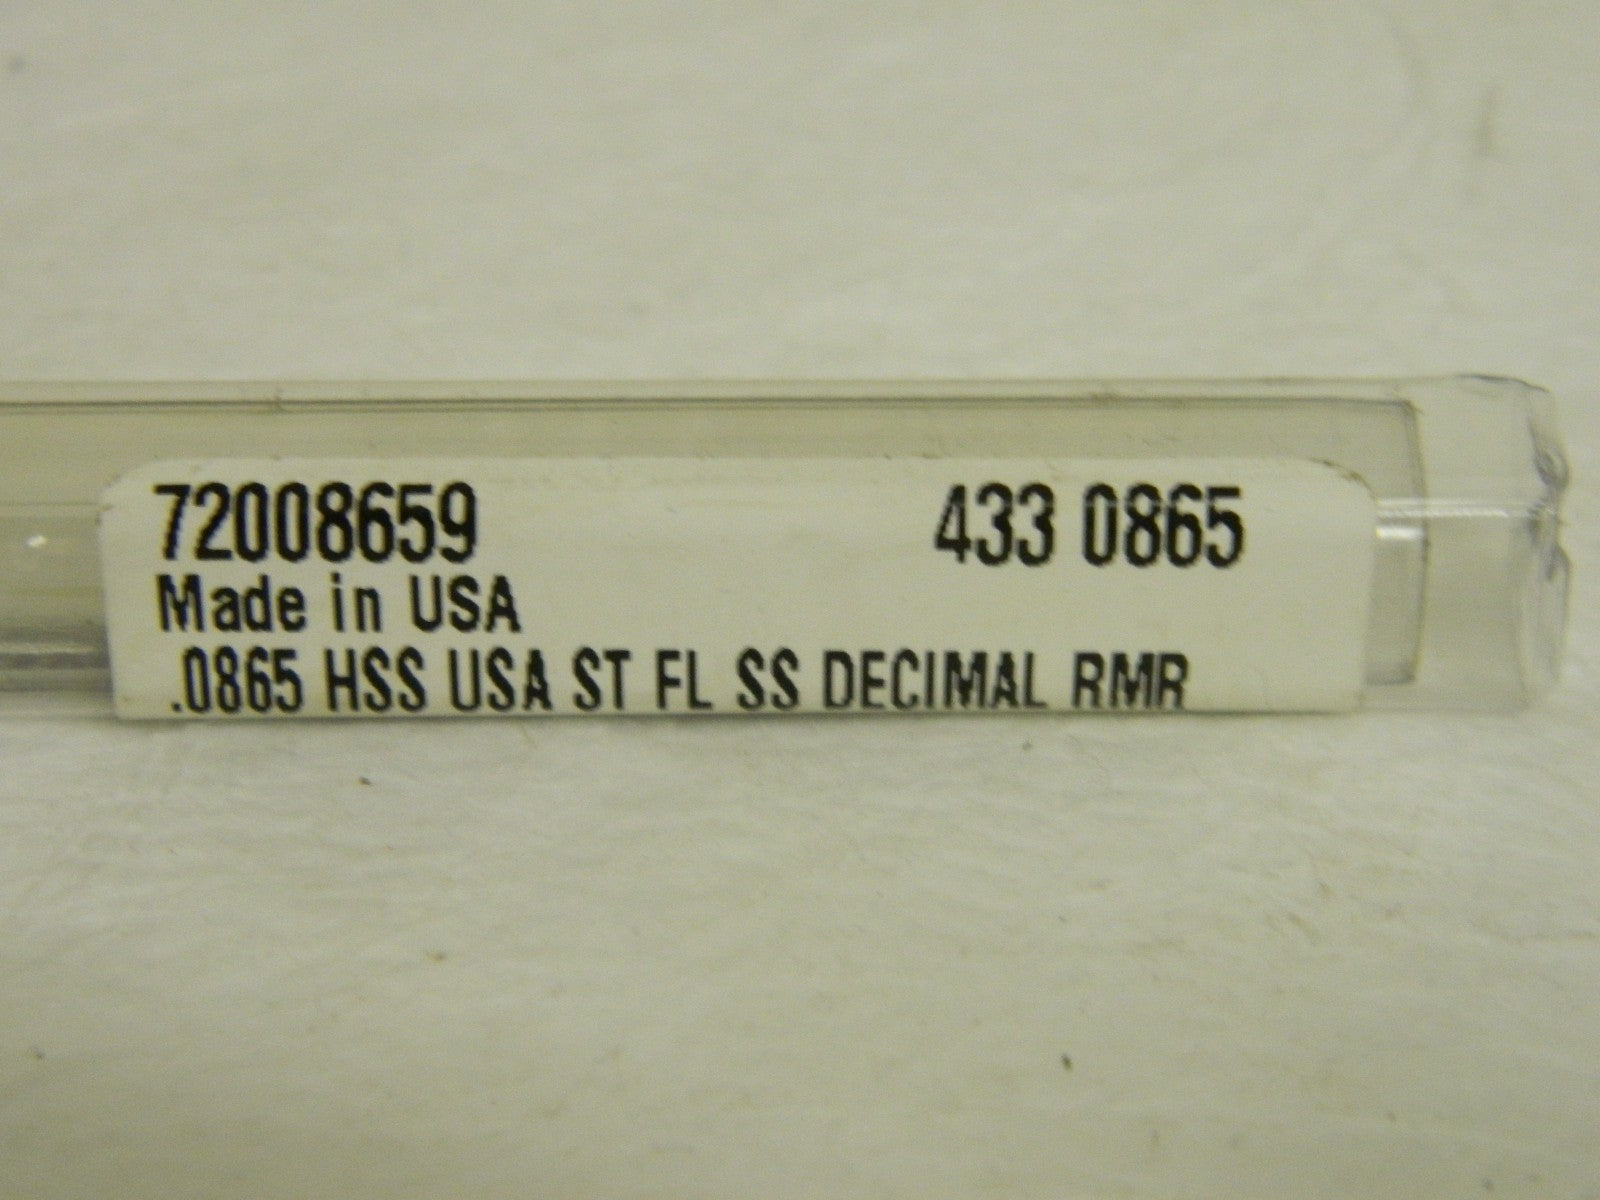 72008659 433 0865
Made in USA
.0865 HSS USA ST FL SS DECIMAL RMR